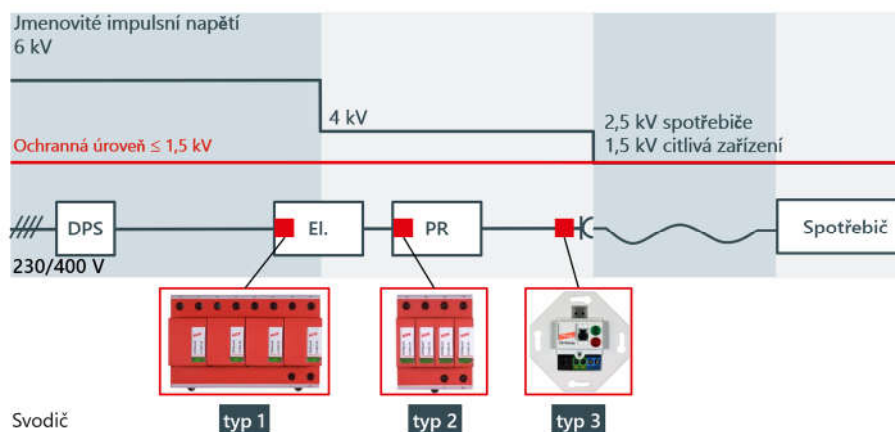 Jmenovité impulsní napětí
6 kV
4 kV
2,5 kV spotřebiče
1,5 kV citlivá zařízení
Ochranná úroveň ≤ 1,5 kV
DPS
El.
PR
Spotřebič
230/400 V
Svodič
typ 1
typ 2
typ 3